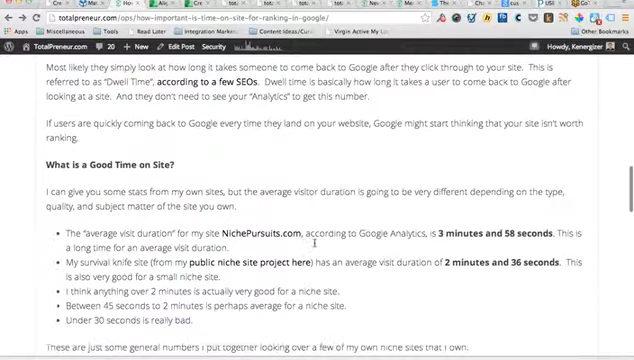 totalpreneur.com/ops/how-important-is-time-on-site-for-ranking-in-google/
Apps
Business
Content Ideas/Curation
Virgin Active My L
Other Bookmarks
TotalPreneur.com 20 New Edit Post Security Howdy, Kenergizer
Most likely they simply look at how long it takes someone to come back to Google after they click through to your site. This is
referred to as "Dwell Time", according to a few SEOs. Dwell time is basically how long it takes a user to come back to Google after
looking at a site. And they don't need to see your "Analytics" to get this number.
If users are quickly coming back to Google every time they land on your website, Google might start thinking that your site isn't worth
ranking.
What is a Good Time on Site?
I can give you some stats from my own sites, but the average visitor duration is going to be very different depending on the type,
quality, and subject matter of the site you own.
The "average visit duration" for my site NichePursuits.com, according to Google Analytics, is 3 minutes and 58 seconds. This is
a long time for an average visit duration.
My survival knife site (from my public niche site project here) has an average visit duration of 2 minutes and 36 seconds. This
is also very good for a small niche site.
I think anything over 2 minutes is actually very good for a niche site.
Between 45 seconds to 2 minutes is perhaps average for a niche site.
Under 30 seconds is really bad.
These are just some general numbers I put together looking over a few of my own niche sites that I own.